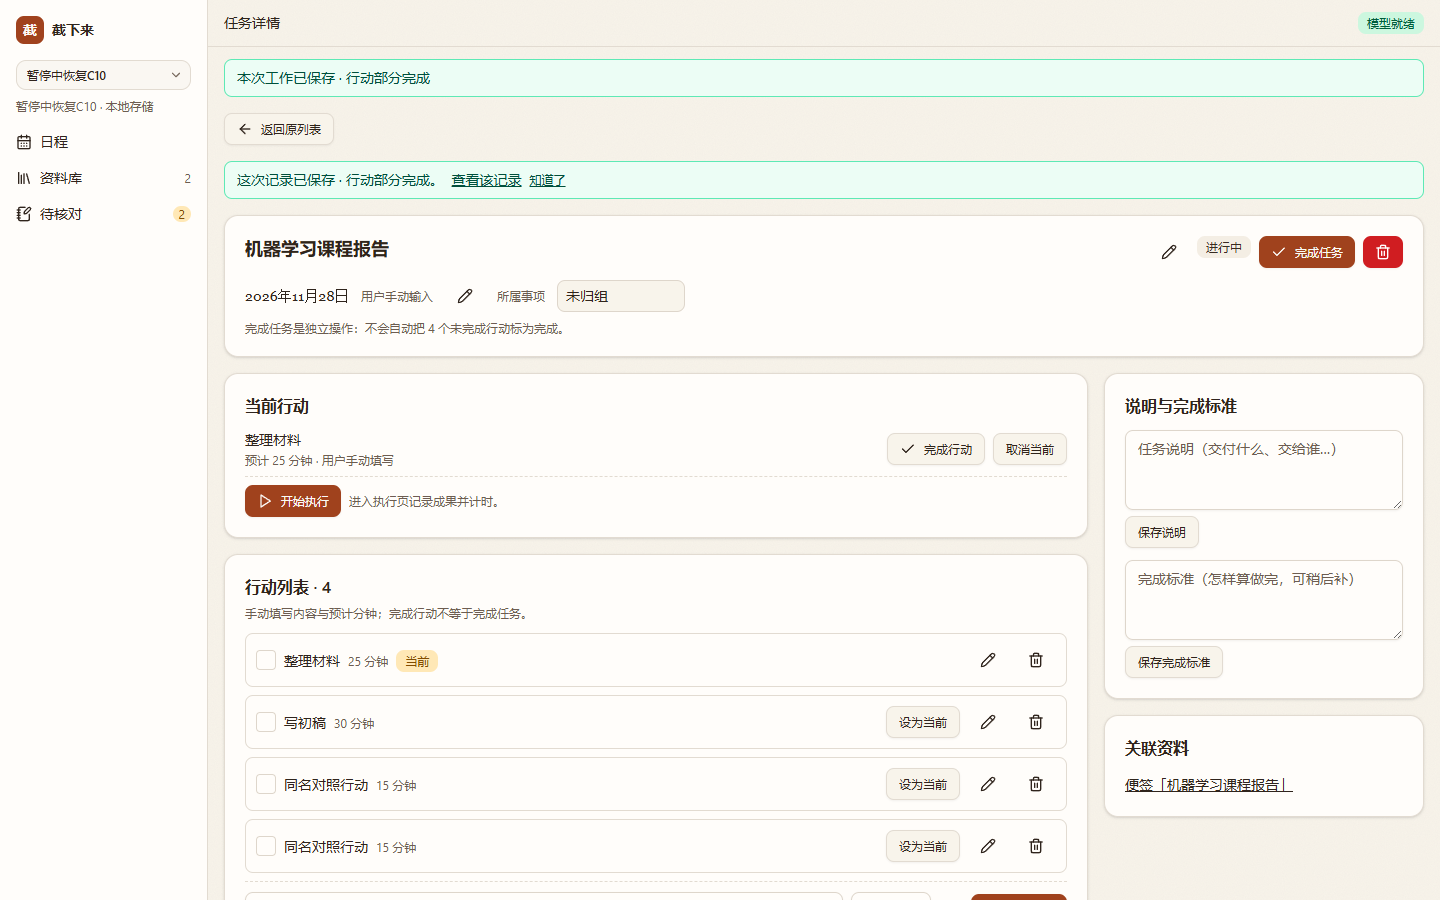 截 截下来
暂停中恢复C10
暂停中恢复C10 · 本地存储
日程
资料库 2
待核对 2
任务详情
模型就绪
本次工作已保存 · 行动部分完成
返回原列表
这次记录已保存 · 行动部分完成。 查看该记录 知道了
机器学习课程报告
进行中 完成任务
2026年11月28日 用户手动输入 所属事项 未归组
完成任务是独立操作：不会自动把 4 个未完成行动标为完成。
当前行动
整理材料
预计 25 分钟 · 用户手动填写
完成行动 取消当前
开始执行 进入执行页记录成果并计时。
行动列表 · 4
手动填写内容与预计分钟；完成行动不等于完成任务。
整理材料 25 分钟 当前
写初稿 30 分钟 设为当前
同名对照行动 15 分钟 设为当前
同名对照行动 15 分钟 设为当前
说明与完成标准
任务说明（交付什么、交给谁...）
保存说明
完成标准（怎样算做完，可稍后补）
保存完成标准
关联资料
便签「机器学习课程报告」